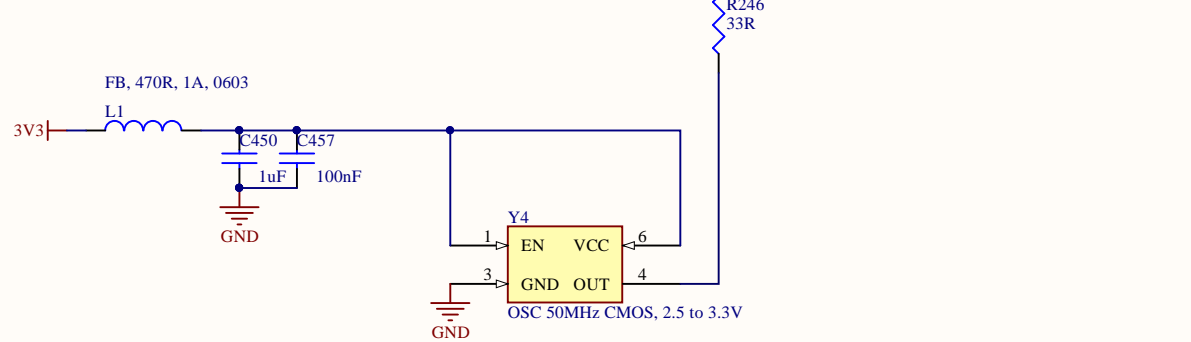 R246
33R
FB, 470R, 1A, 0603
L1
3V3
C450
C457
1uF
100nF
GND
Y4
1
EN
VCC
6
3
GND
OUT
4
OSC 50MHz CMOS, 2.5 to 3.3V
GND